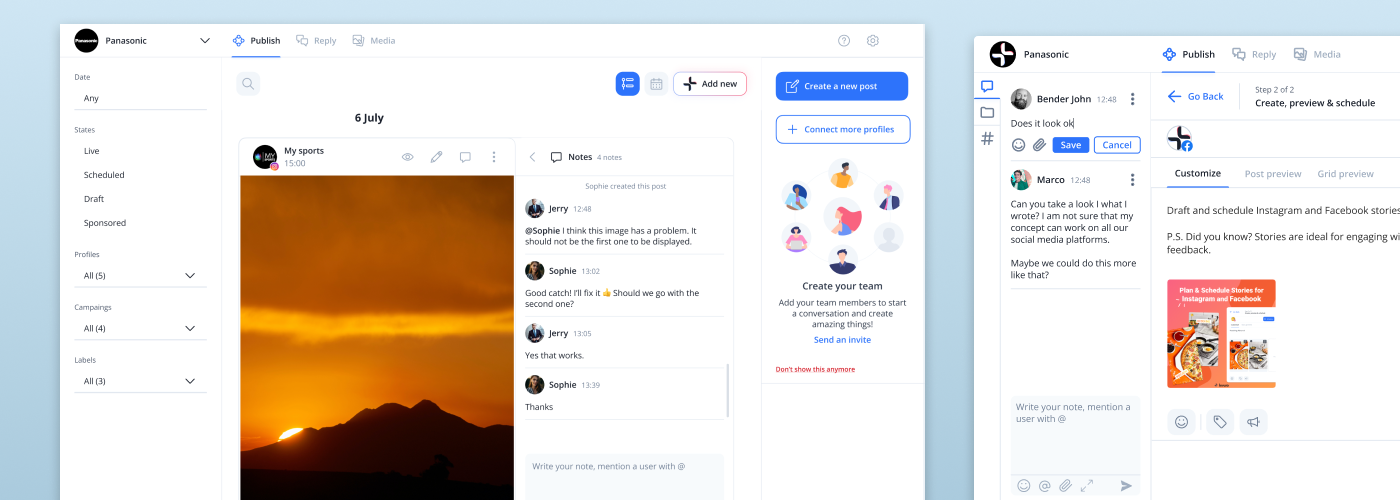 Panasonic
Panasonic
Publish
Reply
Media
Date
Any
States
Live
Scheduled
Draft
Sponsored
Profiles
All (5)
Campaings
All (4)
Labels
All (3)
Add new
6 July
MY
My sports
15:00
Notes 4 notes
Sophie created this post
Jerry 12:48
@Sophie I think this image has a problem. It
should not be the first one to be displayed.
Sophie 13:02
Good catch! I'll fix it 👍 Should we go with the
second one?
Jerry 13:05
Yes that works.
Sophie 13:39
Thanks
Write your note, mention a user with @
Create a new post
Connect more profiles
Create your team
Add your team members to start
a conversation and create
amazing things!
Send an invite
Don't show this anymore
Panasonic
Publish
Reply
Media
Bender John 12:48
Does it look ok
Save
Cancel
Marco 12:48
Can you take a look I what I
wrote? I am not sure that my
concept can work on all our
social media platforms.
Maybe we could do this more
like that?
Write your note, mention a
user with @
Go Back
Step 2 of 2
Create, preview & schedule
Customize
Post preview
Grid preview
Draft and schedule Instagram and Facebook stories
P.S. Did you know? Stories are ideal for engaging wi
feedback.
Plan & Schedule Stories for
Instagram and Facebook